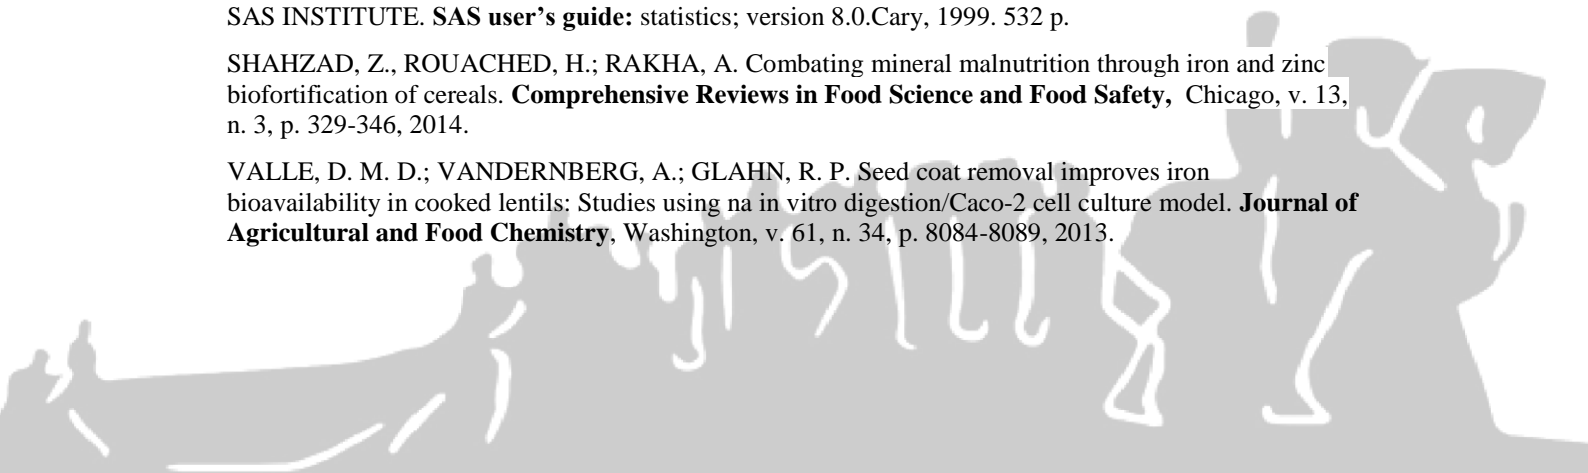 SAS INSTITUTE. SAS user’s guide: statistics; version 8.0.Cary, 1999. 532 p.
SHAHZAD, Z., ROUACHED, H.; RAKHA, A. Combating mineral malnutrition through iron and zinc
biofortification of cereals. Comprehensive Reviews in Food Science and Food Safety, Chicago, v. 13,
n. 3, p. 329-346, 2014.
VALLE, D. M. D.; VANDERNBERG, A.; GLAHN, R. P. Seed coat removal improves iron
bioavailability in cooked lentils: Studies using na in vitro digestion/Caco-2 cell culture model. Journal of
Agricultural and Food Chemistry, Washington, v. 61, n. 34, p. 8084-8089, 2013.